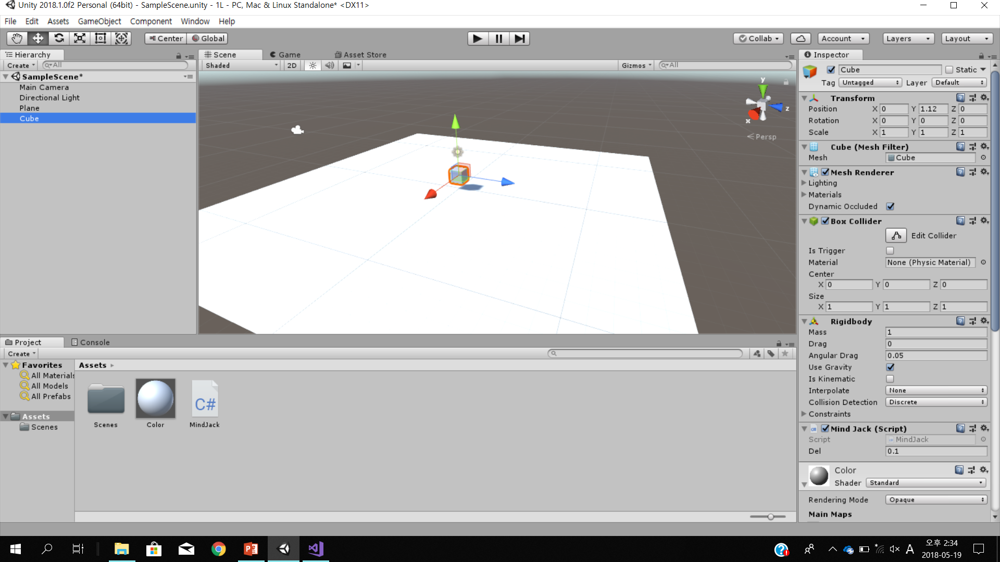 Unity 2018.1.0f2 Personal (64bit) - SampleScene.unity - 1L - PC, Mac & Linux Standalone* <DX11>
File Edit Assets GameObject Component Window Help
Center Global Collab Account Layers Layout
Hierarchy
Create All
SampleScene*
Main Camera
Directional Light
Plane
Cube
Scene Game Asset Store
Shaded 2D Gizmos All
y
z
x
Persp
Inspector
Cube Static
Tag Untagged Layer Default
Transform
Position X 0 Y 1.12 Z 0
Rotation X 0 Y 0 Z 0
Scale X 1 Y 1 Z 1
Cube (Mesh Filter)
Mesh Cube
Mesh Renderer
Lighting
Materials
Dynamic Occluded
Box Collider
Edit Collider
Is Trigger
Material None (Physic Material)
Center
X 0 Y 0 Z 0
Size
X 1 Y 1 Z 1
Rigidbody
Mass 1
Drag 0
Angular Drag 0.05
Use Gravity
Is Kinematic
Interpolate None
Collision Detection Discrete
Constraints
Mind Jack (Script)
Script MindJack
Del 0.1
Color
Shader Standard
Rendering Mode Opaque
Main Maps
Project Console
Create
Favorites
All Materials
All Models
All Prefabs
Assets
Scenes
Assets
Scenes Color C# MindJack
A
오후 2:34
2018-05-19